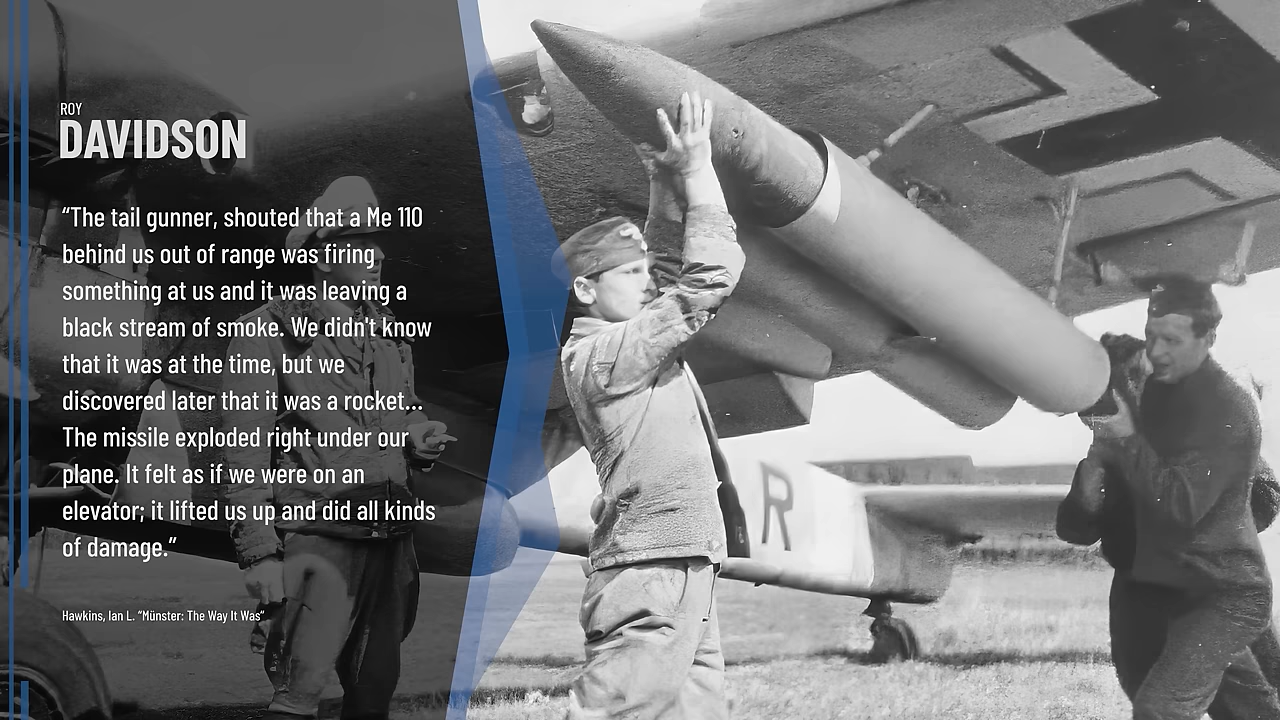 ROY
DAVIDSON
“The tail gunner, shouted that a Me 110
behind us out of range was firing
something at us and it was leaving a
black stream of smoke. We didn't know
that it was at the time, but we
discovered later that it was a rocket...
The missile exploded right under our
plane. It felt as if we were on an
elevator; it lifted us up and did all kinds
of damage.”
Hawkins, Ian L. “Münster: The Way It Was”
R